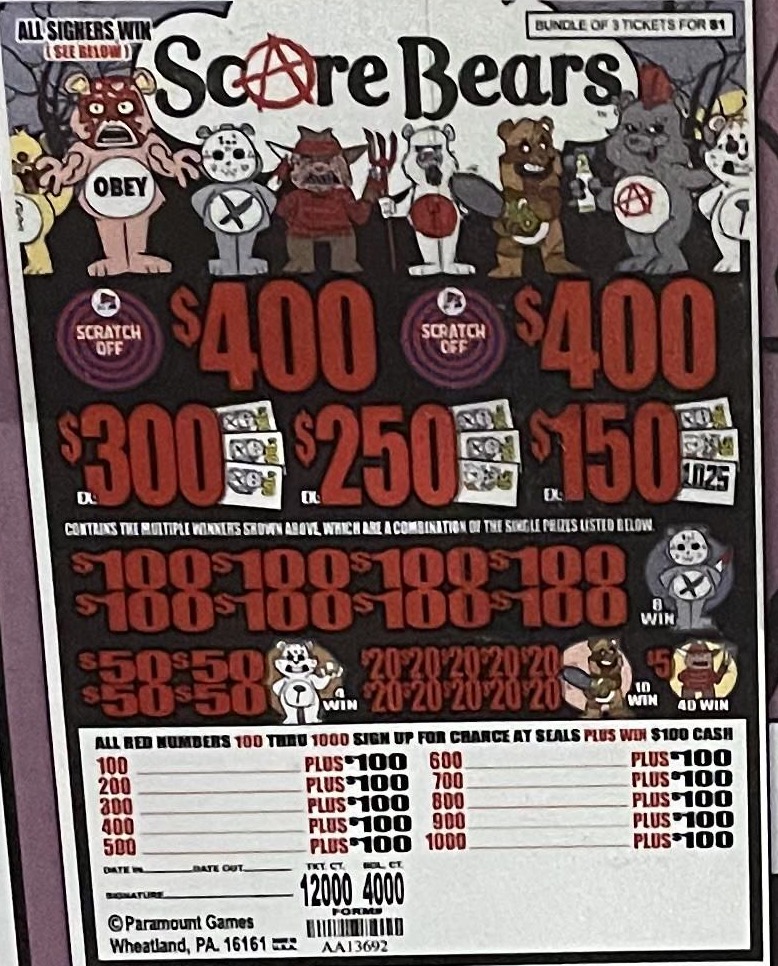 ALL SIGNERS WIN
(SEE BELOW)
BUNDLE OF 3 TICKETS FOR $1
ScAre Bears
TM
OBEY
X
A
SCRATCH
OFF
$400
SCRATCH
OFF
$400
$300
$250
$150
EX:
EX:
EX:
1025
CONTAINS THE MULTIPLE WINNERS SHOWN ABOVE, WHICH ARE A COMBINATION OF THE SINGLE PRIZES LISTED BELOW.
$100 $100 $100 $100
$100 $100 $100 $100
8
WIN
$50 $50
$50 $50
4
WIN
$20 $20 $20 $20 $20
$20 $20 $20 $20 $20
10
WIN
$5
40 WIN
ALL RED NUMBERS 100 THRU 1000 SIGN UP FOR CHANCE AT SEALS PLUS WIN $100 CASH
100 PLUS $100 600 PLUS $100
200 PLUS $100 700 PLUS $100
300 PLUS $100 800 PLUS $100
400 PLUS $100 900 PLUS $100
500 PLUS $100 1000 PLUS $100
DATE IN DATE OUT TKT. CT. BDL. CT.
SIGNATURE 12000 4000
FORM#
©Paramount Games
Wheatland, PA. 16161 AA13692